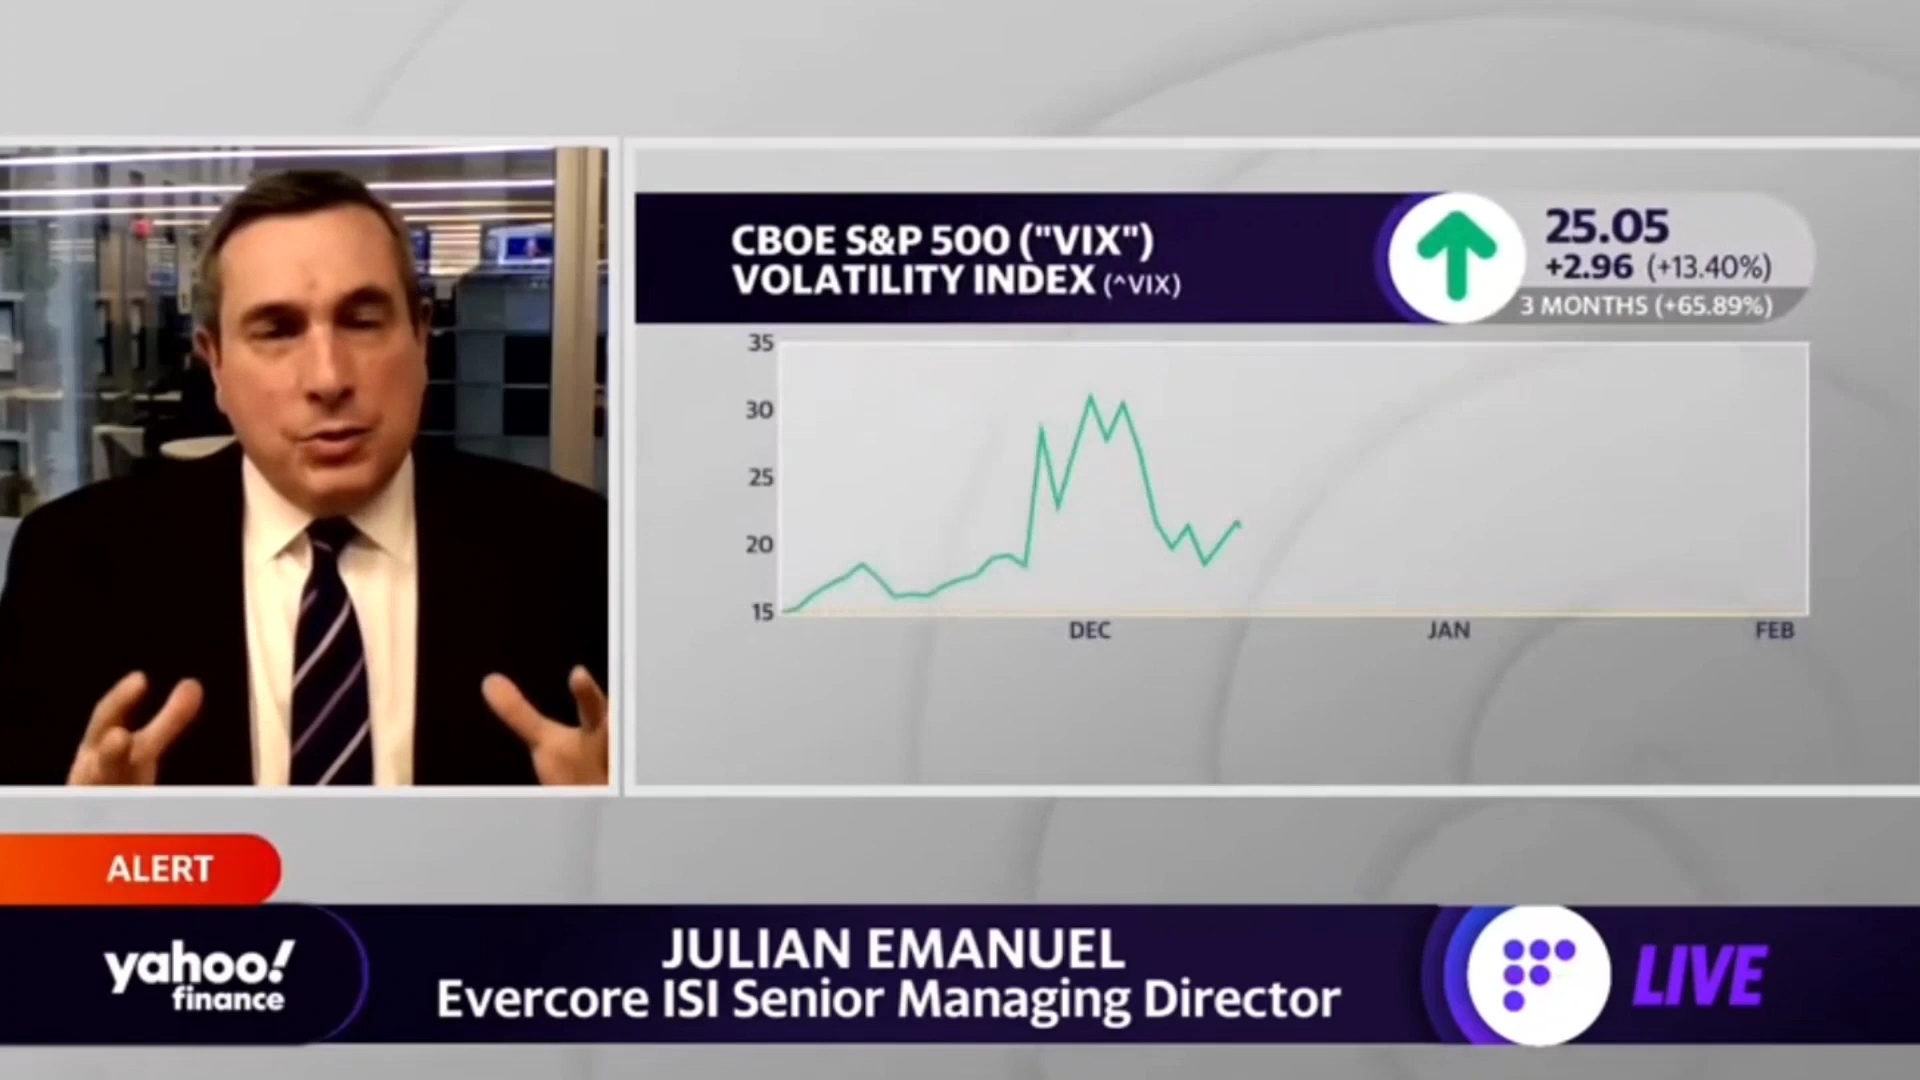 CBOE S&P 500 ("VIX")
VOLATILITY INDEX (^VIX)
25.05
+2.96 (+13.40%)
3 MONTHS (+65.89%)
35
30
25
20
15
DEC JAN FEB
ALERT
yahoo!
finance
JULIAN EMANUEL
Evercore ISI Senior Managing Director
LIVE